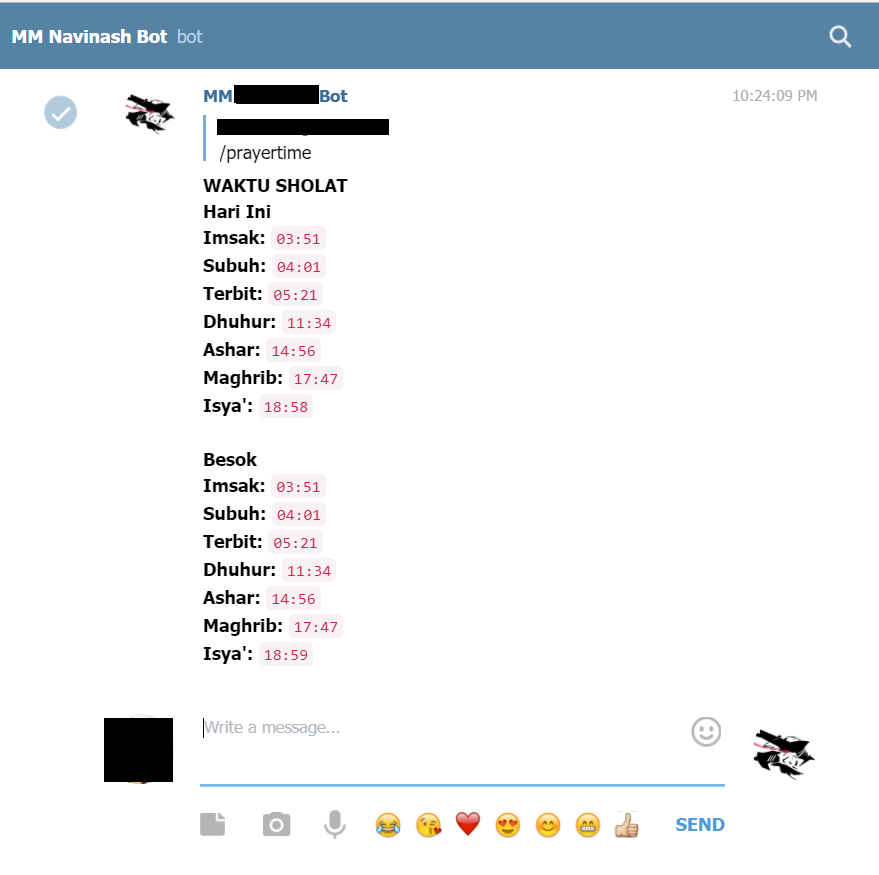 MM Navinash Bot bot
MM Bot 10:24:09 PM
/prayertime
WAKTU SHOLAT
Hari Ini
Imsak: 03:51
Subuh: 04:01
Terbit: 05:21
Dhuhur: 11:34
Ashar: 14:56
Maghrib: 17:47
Isya': 18:58
Besok
Imsak: 03:51
Subuh: 04:01
Terbit: 05:21
Dhuhur: 11:34
Ashar: 14:56
Maghrib: 17:47
Isya': 18:59
Write a message...
SEND